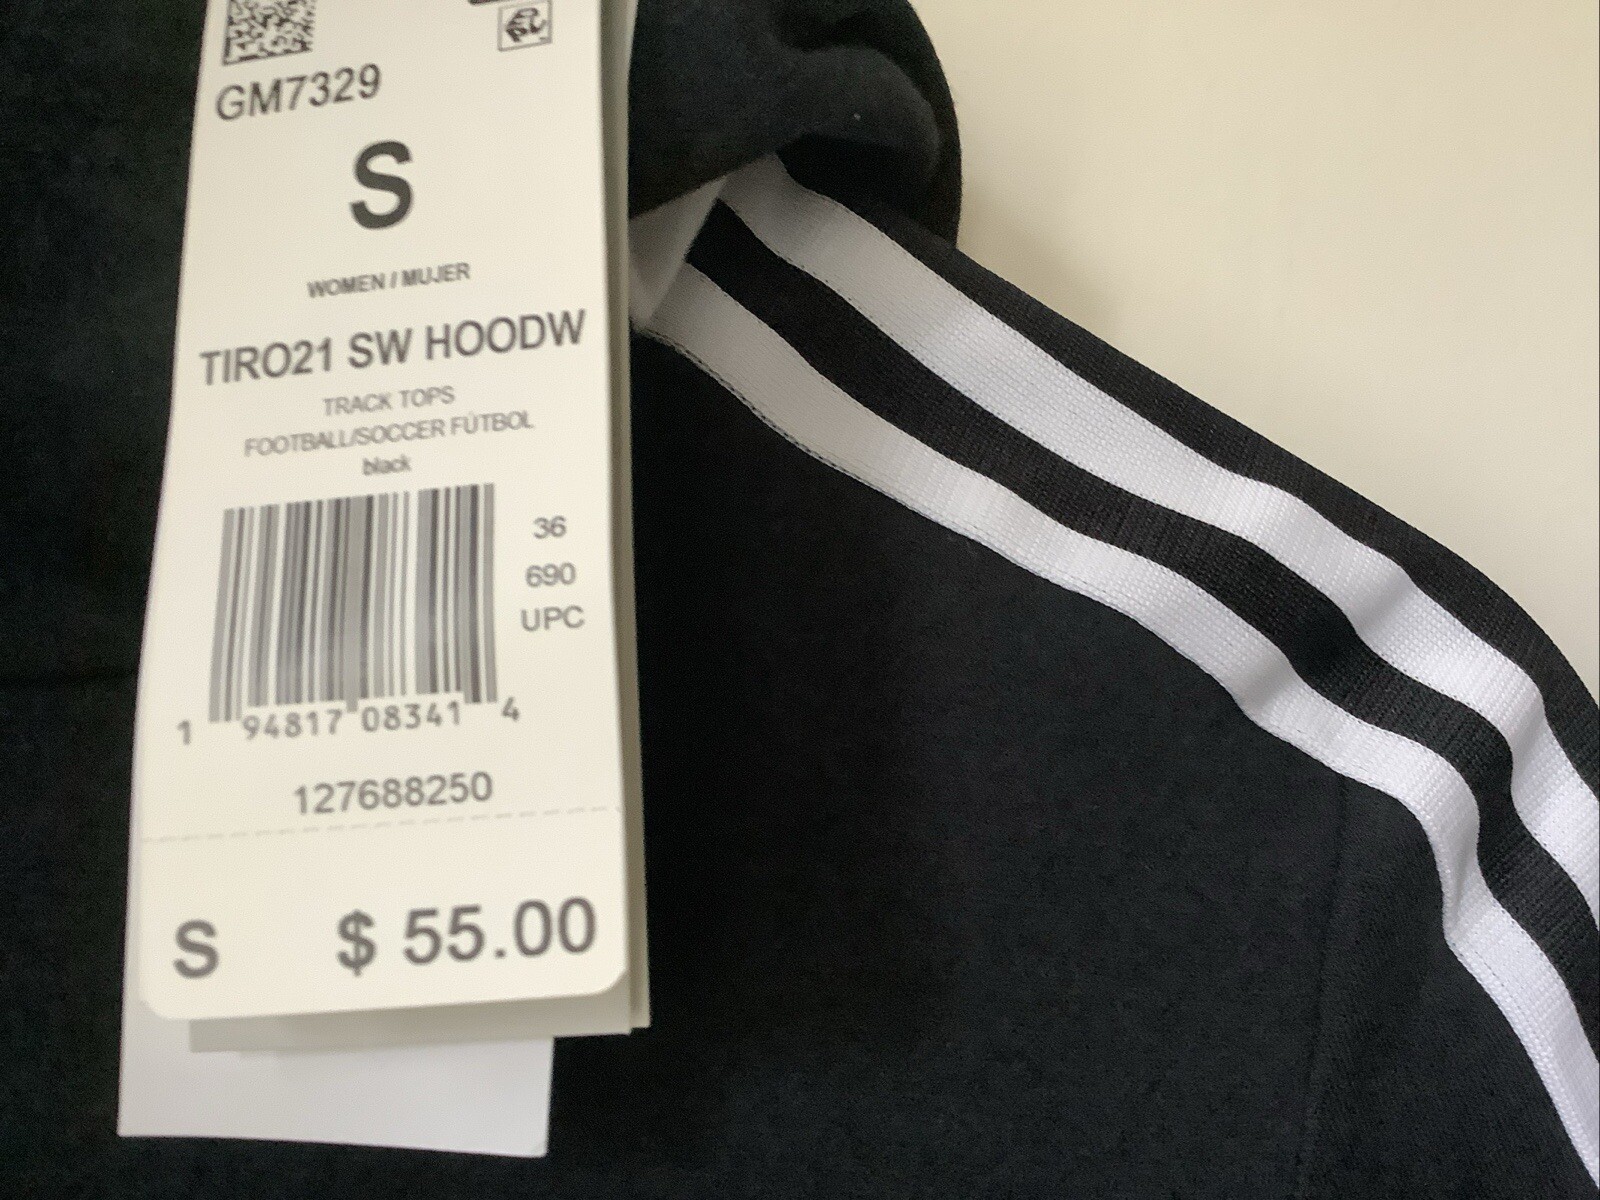 GM7329
S
WOMEN / MUJER
TIRO21 SW HOODW
TRACK TOPS
FOOTBALL/SOCCER FÚTBOL
black
36
690
UPC
1 94817 08341 4
127688250
S $ 55.00